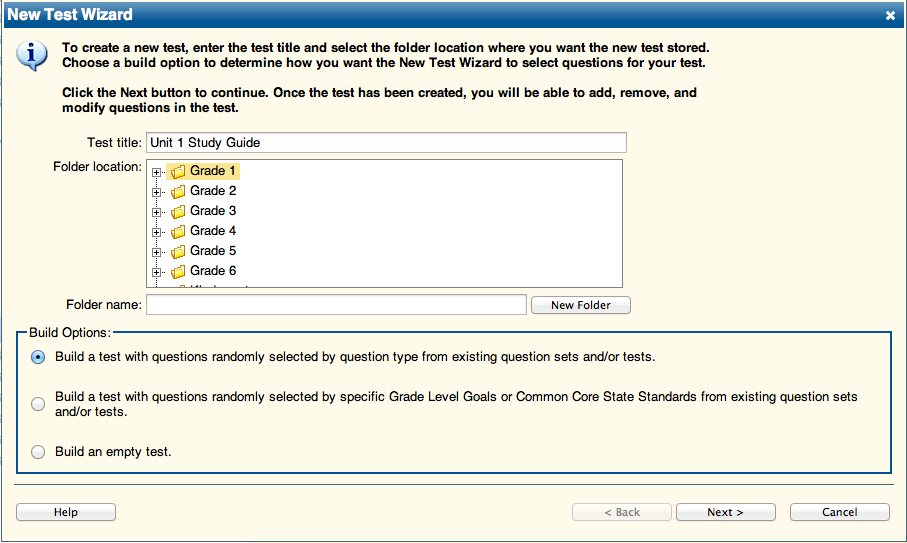 New Test Wizard
To create a new test, enter the test title and select the folder location where you want the new test stored.
Choose a build option to determine how you want the New Test Wizard to select questions for your test.
Click the Next button to continue. Once the test has been created, you will be able to add, remove, and
modify questions in the test.
Test title: Unit 1 Study Guide
Folder location:
Grade 1
Grade 2
Grade 3
Grade 4
Grade 5
Grade 6
Folder name: New Folder
Build Options:
Build a test with questions randomly selected by question type from existing question sets and/or tests.
Build a test with questions randomly selected by specific Grade Level Goals or Common Core State Standards from existing question sets
and/or tests.
Build an empty test.
Help < Back Next > Cancel